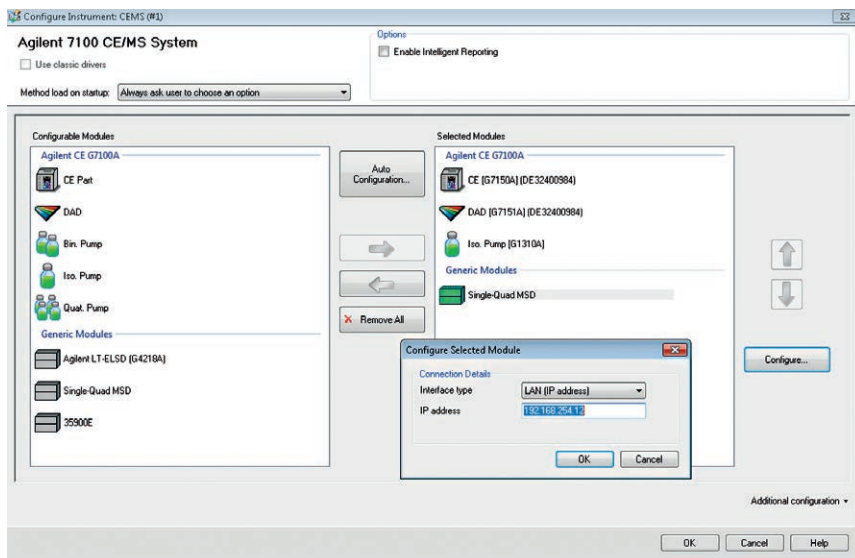 Configure Instrument: CEMS (#1)
Agilent 7100 CE/MS System
Use classic drivers
Method load on startup: Always ask user to choose an option
Options
Enable Intelligent Reporting
Configurable Modules
Agilent CE G7100A
CE Part
DAD
Bin. Pump
Iso. Pump
Quat. Pump
Generic Modules
Agilent LT-ELSD (G4218A)
Single-Quad MSD
35900E
Auto
Configuration...
Remove All
Selected Modules
Agilent CE G7100A
CE [G7150A] (DE32400984)
DAD [G7151A] (DE32400984)
Iso. Pump [G1310A]
Generic Modules
Single-Quad MSD
Configure...
Configure Selected Module
Connection Details
Interface type LAN (IP address)
IP address 192.168.254.12
OK Cancel
Additional configuration
OK Cancel Help